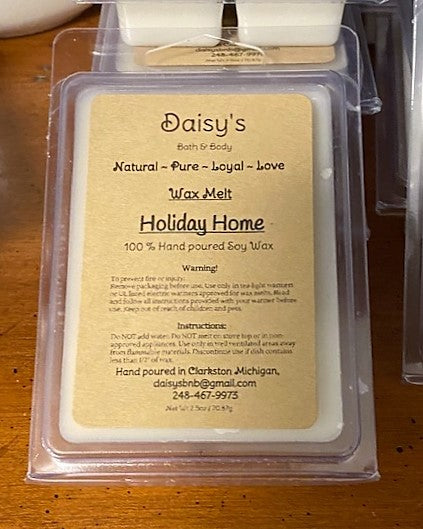 daisysbnb@gmail.com
248-467-9973
Daisy's
Bath & Body
Natural ~ Pure ~ Loyal ~ Love
Wax Melt
Holiday Home
100 % Hand poured Soy Wax
Warning!
To prevent fire or injury:
Remove packaging before use. Use only in tea-light warmers
or UL listed electric warmers approved for wax melts. Read
and follow all instructions provided with your warmer before
use. Keep out of reach of children and pets.
Instructions:
Do NOT add water. Do NOT melt on stove top or in non-
approved appliances. Use only in well ventilated areas away
from flammable materials. Discontinue use if dish contains
less than 1/2" of wax.
Hand poured in Clarkston Michigan,
daisysbnb@gmail.com
248-467-9973
Net Wt 2.5oz / 70.87g